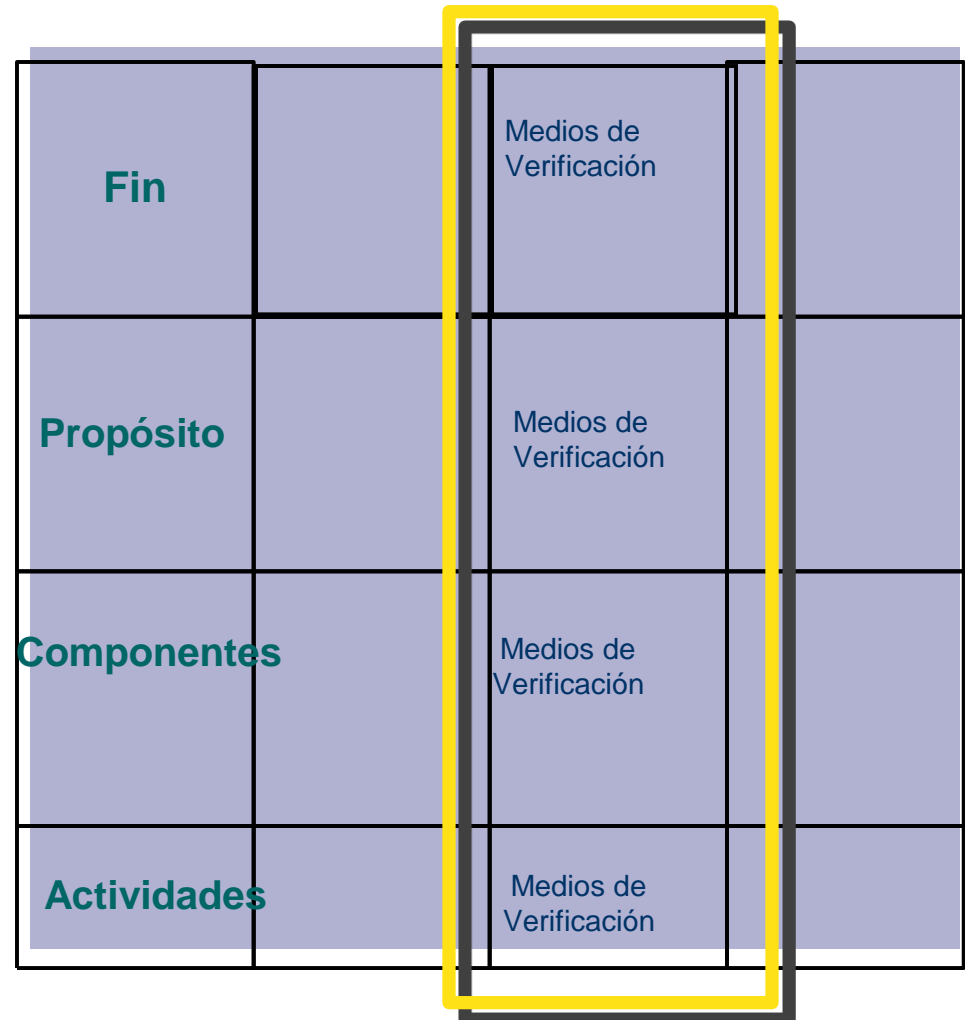 Fin
Medios de
Verificación
Propósito
Medios de
Verificación
Componentes
Medios de
Verificación
Actividades
Medios de
Verificación